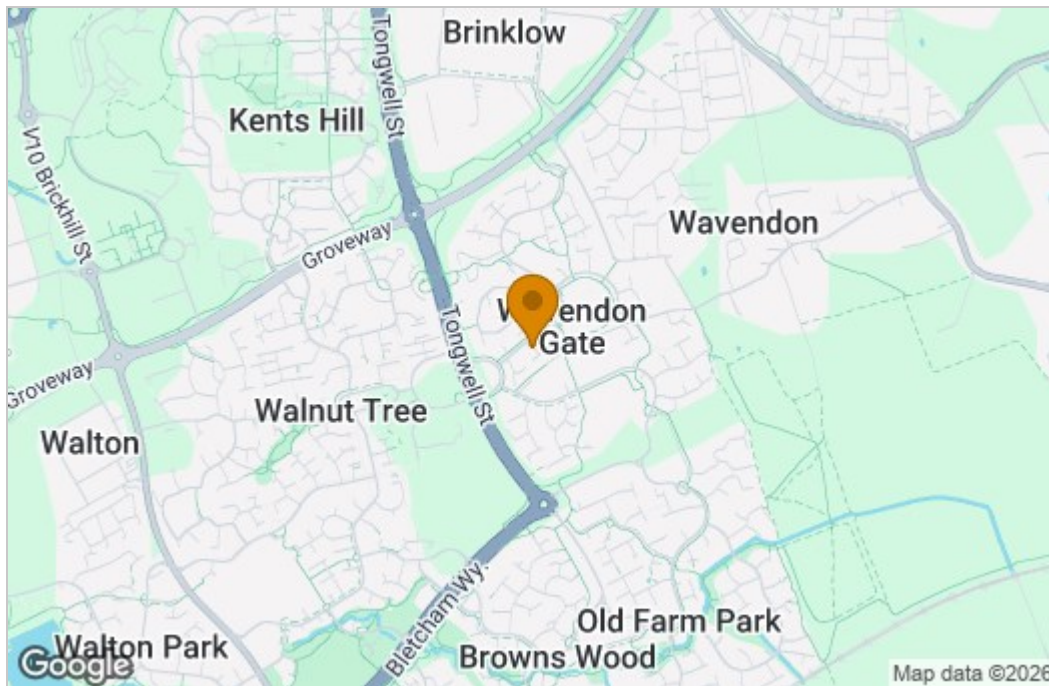 Brinklow
Tongwell St
Kents Hill
V10 Brickhill St
Wavendon
Groveway
Wavendon
Gate
Tongwell St
Groveway
Walnut Tree
Walton
Bletcham Wy.
Old Farm Park
Walton Park
Browns Wood
Google
Map data ©2026